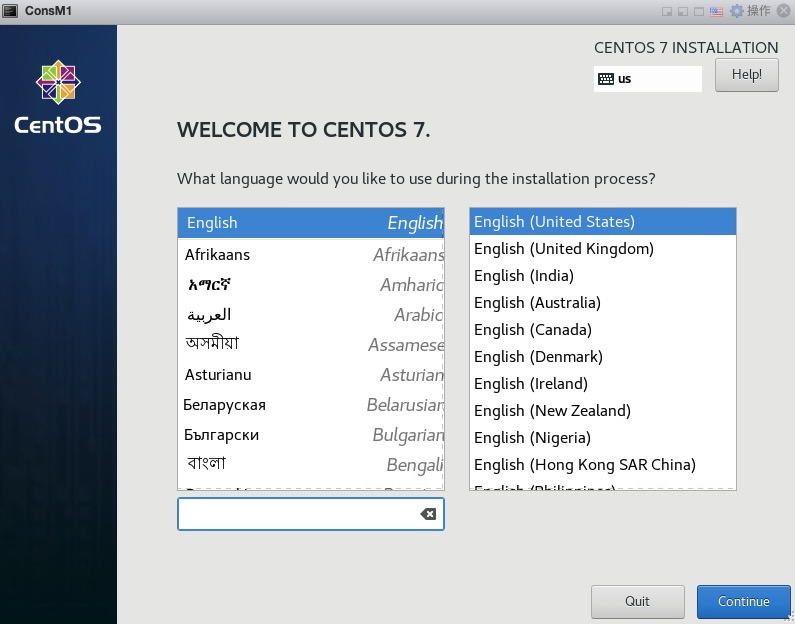 ConsM1
操作
CentOS
CENTOS 7 INSTALLATION
us
Help!
WELCOME TO CENTOS 7.
What language would you like to use during the installation process?
English English
Afrikaans Afrikaans
አማርኛ Amharic
العربية Arabic
অসমীয়া Assamese
Asturianu Asturian
Беларуская Belarusian
Български Bulgarian
বাংলা Bengali
English (United States)
English (United Kingdom)
English (India)
English (Australia)
English (Canada)
English (Denmark)
English (Ireland)
English (New Zealand)
English (Nigeria)
English (Hong Kong SAR China)
English (Philippines)
Quit
Continue